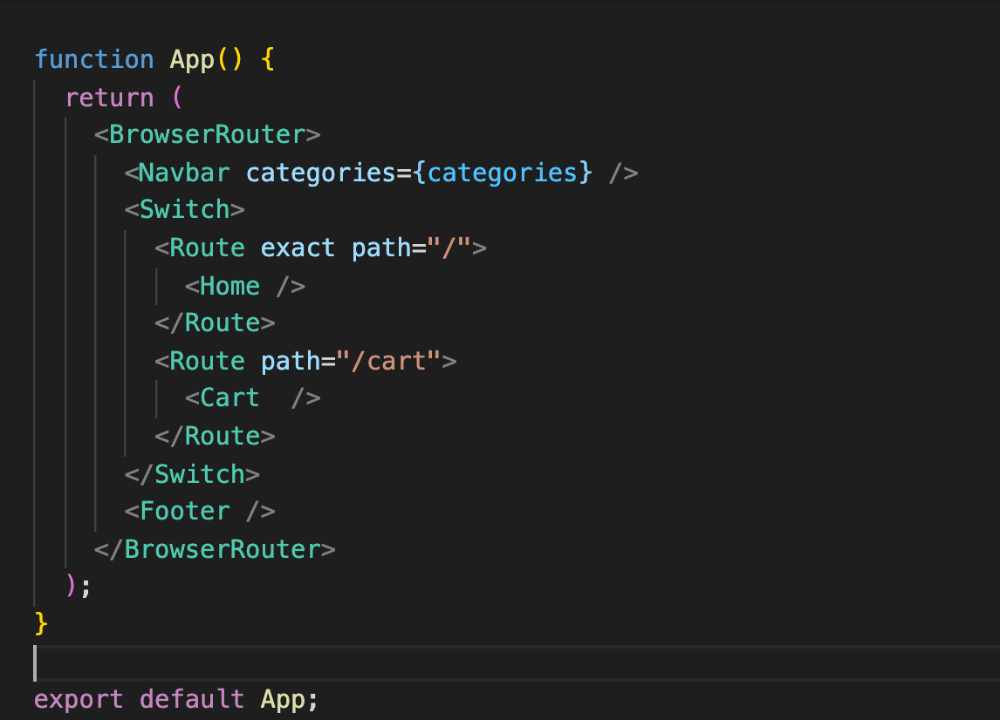 function App() {
  return (
    <BrowserRouter>
      <Navbar categories={categories} />
      <Switch>
        <Route exact path="/">
          <Home />
        </Route>
        <Route path="/cart">
          <Cart  />
        </Route>
      </Switch>
      <Footer />
    </BrowserRouter>
  );
}

export default App;